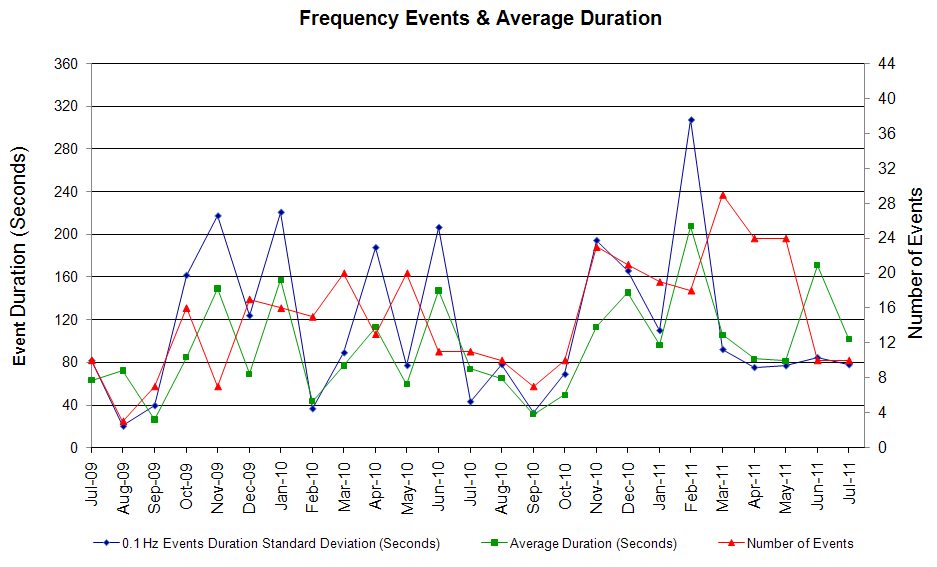 Frequency Events & Average Duration
Event Duration (Seconds)
360
320
280
240
200
160
120
80
40
0
44
40
36
32
28
24
20
16
12
8
4
0
Number of Events
Jul-09
Aug-09
Sep-09
Oct-09
Nov-09
Dec-09
Jan-10
Feb-10
Mar-10
Apr-10
May-10
Jun-10
Jul-10
Aug-10
Sep-10
Oct-10
Nov-10
Dec-10
Jan-11
Feb-11
Mar-11
Apr-11
May-11
Jun-11
Jul-11
0.1 Hz Events Duration Standard Deviation (Seconds)
Average Duration (Seconds)
Number of Events